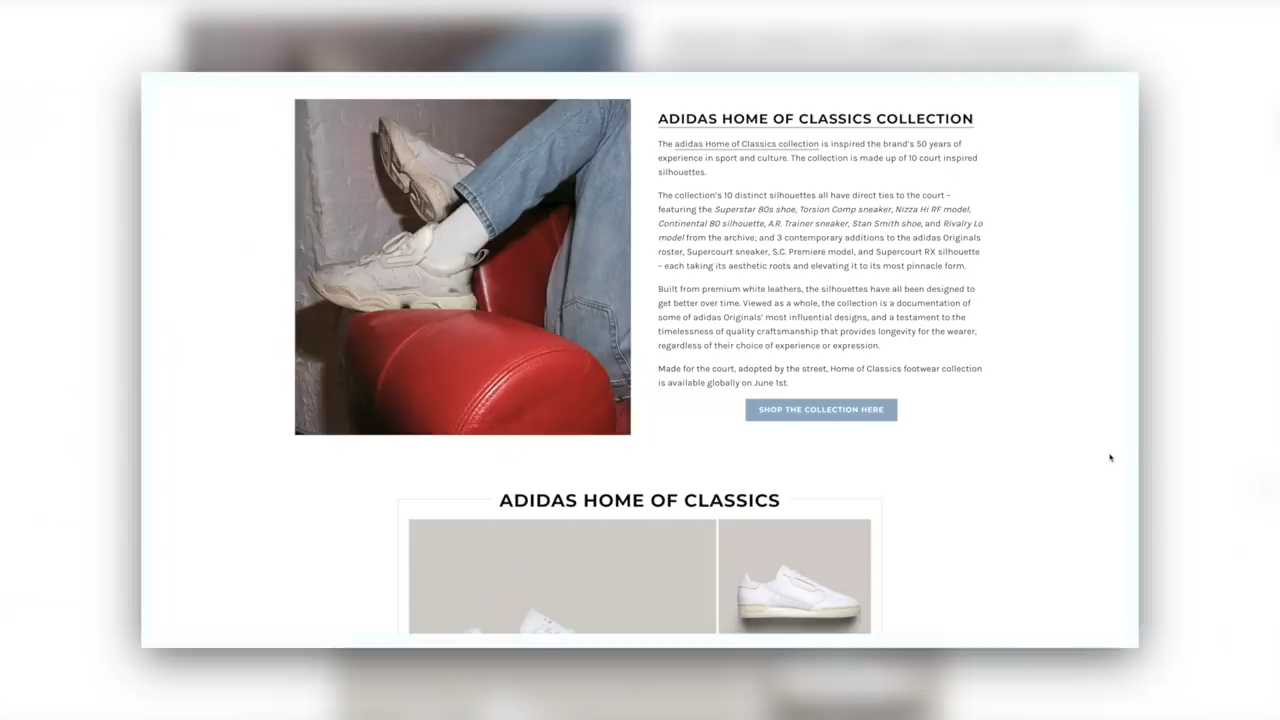 ADIDAS HOME OF CLASSICS COLLECTION
The adidas Home of Classics collection is inspired the brand's 50 years of
experience in sport and culture. The collection is made up of 10 court inspired
silhouettes.
The collection's 10 distinct silhouettes all have direct ties to the court –
featuring the Superstar 80s shoe, Torsion Comp sneaker, Nizza Hi RF model,
Continental 80 silhouette, A.R. Trainer sneaker, Stan Smith shoe, and Rivalry Lo
model from the archive; and 3 contemporary additions to the adidas Originals
roster, Supercourt sneaker, S.C. Premiere model, and Supercourt RX silhouette
– each taking its aesthetic roots and elevating it to its most pinnacle form.
Built from premium white leathers, the silhouettes have all been designed to
get better over time. Viewed as a whole, the collection is a documentation of
some of adidas Originals' most influential designs, and a testament to the
timelessness of quality craftsmanship that provides longevity for the wearer,
regardless of their choice of experience or expression.
Made for the court, adopted by the street, Home of Classics footwear collection
is available globally on June 1st.
SHOP THE COLLECTION HERE
ADIDAS HOME OF CLASSICS